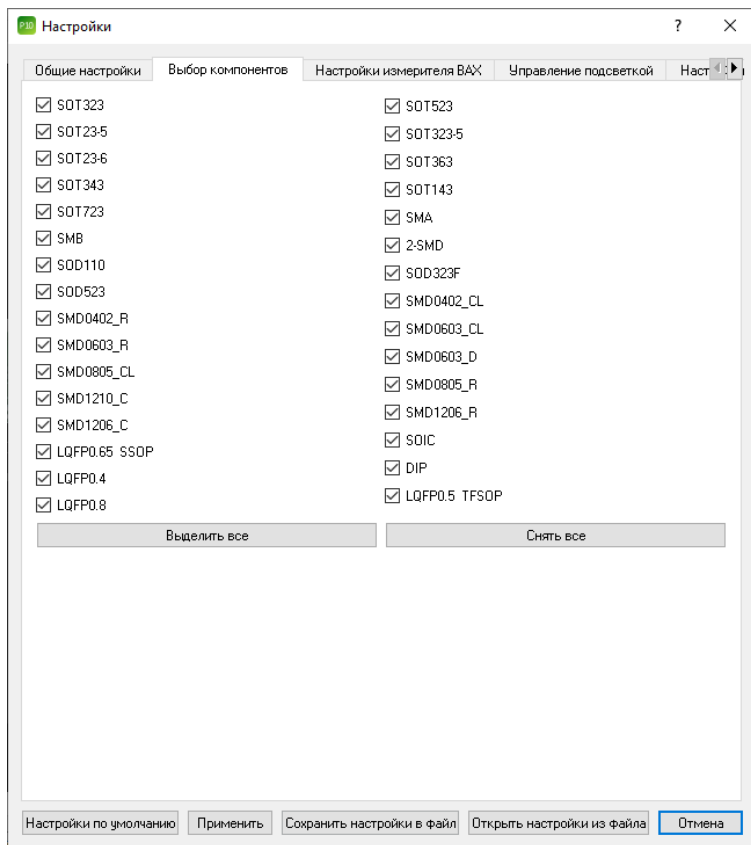 P10 Настройки
Общие настройки Выбор компонентов Настройки измерителя ВАХ Управление подсветкой
SOT323
SOT23-5
SOT23-6
SOT343
SOT723
SMB
SOD110
SOD523
SMD0402_R
SMD0603_R
SMD0805_CL
SMD1210_C
SMD1206_C
LQFP0.65 SSOP
LQFP0.4
LQFP0.8
SOT523
SOT323-5
SOT363
SOT143
SMA
2-SMD
SOD323F
SMD0402_CL
SMD0603_CL
SMD0603_D
SMD0805_R
SMD1206_R
SOIC
DIP
LQFP0.5 TFSOP
Выделить все Снять все
Настройки по умолчанию Применить Сохранить настройки в файл Открыть настройки из файла Отмена